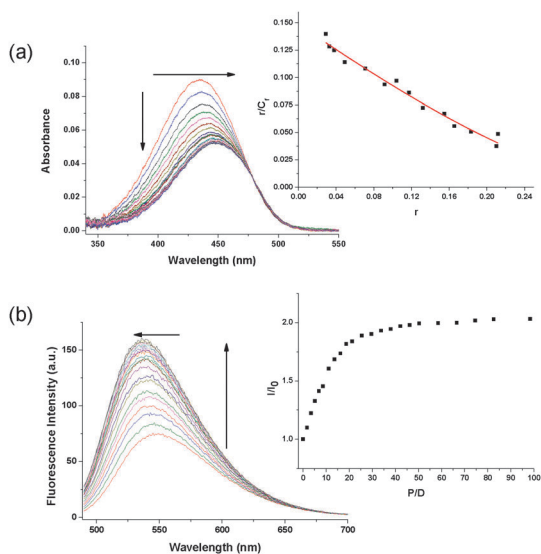 (a)
Absorbance
0.10
0.08
0.06
0.04
0.02
0.00
350 400 450 500 550
Wavelength (nm)
r/Cf
0.150
0.125
0.100
0.075
0.050
0.025
0.000
0.00 0.04 0.08 0.12 0.16 0.20 0.24
r
(b)
Fluorescence Intensity (a.u.)
150
100
50
0
500 550 600 650 700
Wavelength (nm)
I/I0
2.0
1.5
1.0
0 10 20 30 40 50 60 70 80 90 100
P/D